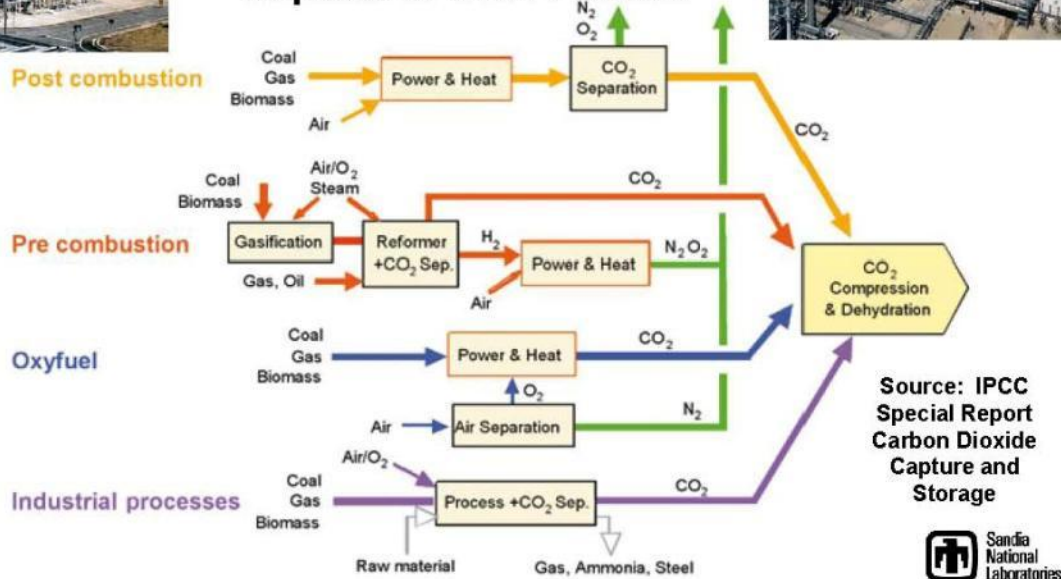 N2
O2
Post combustion
Coal
Gas
Biomass
Air
Power & Heat
CO2
Separation
CO2
Pre combustion
Coal
Biomass
Air/O2
Steam
Gasification
Gas, Oil
Reformer
+CO2 Sep.
H2
Air
Power & Heat
N2 O2
CO2
CO2
Compression
& Dehydration
Oxyfuel
Coal
Gas
Biomass
Power & Heat
CO2
O2
Air
Air Separation
N2
Industrial processes
Air/O2
Coal
Gas
Biomass
Process +CO2 Sep.
CO2
Raw material
Gas, Ammonia, Steel
Source: IPCC
Special Report
Carbon Dioxide
Capture and
Storage
Sandia
National
Laboratories